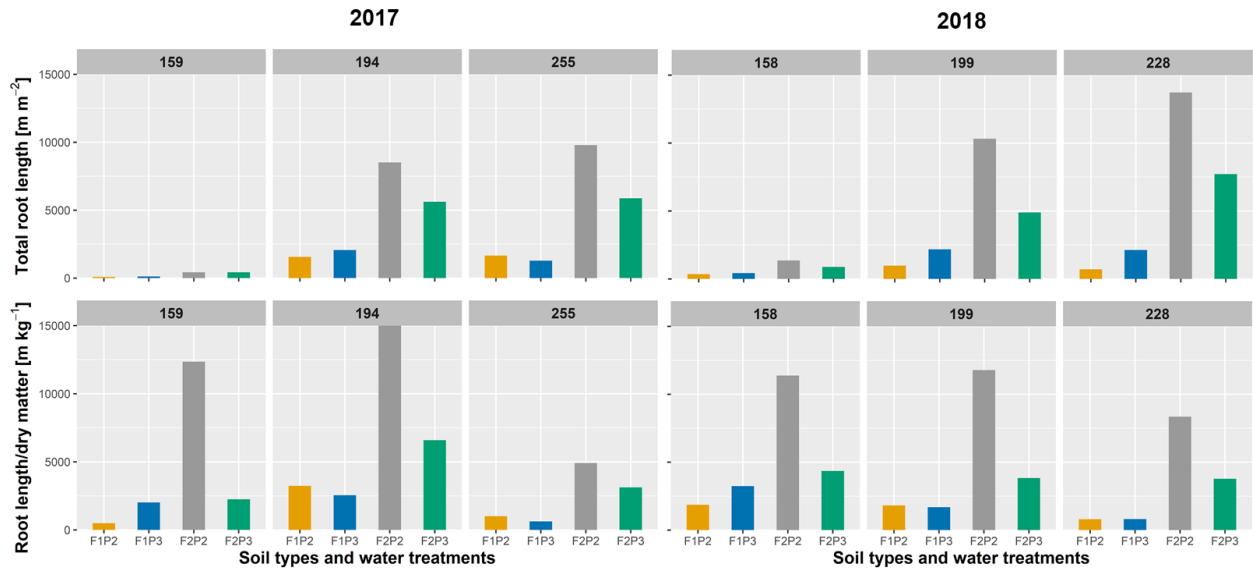 2017
2018
159 194 255 158 199 228
Total root length [m m⁻²]
15000
10000
5000
0
159 194 255 158 199 228
Root length/dry matter [m kg⁻¹]
15000
10000
5000
0
F1P2 F1P3 F2P2 F2P3 F1P2 F1P3 F2P2 F2P3 F1P2 F1P3 F2P2 F2P3 F1P2 F1P3 F2P2 F2P3 F1P2 F1P3 F2P2 F2P3 F1P2 F1P3 F2P2 F2P3
Soil types and water treatments
Soil types and water treatments